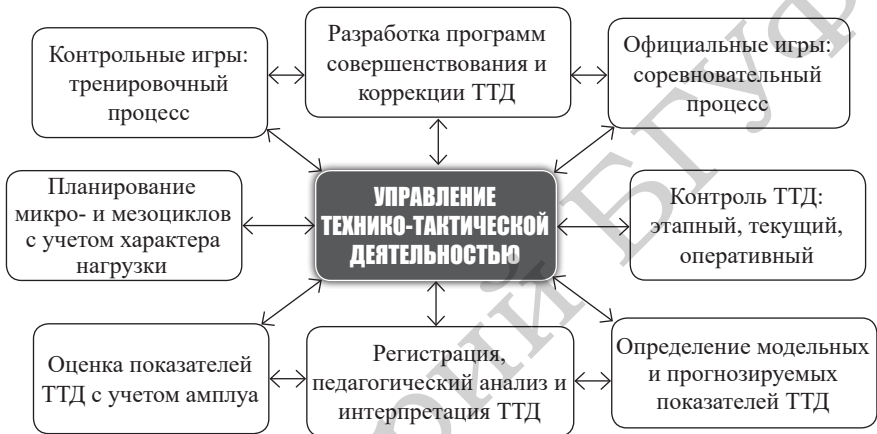 Контрольные игры:
тренировочный
процесс
Разработка программ
совершенствования и
коррекции ТТД
Официальные игры:
соревновательный
процесс
Планирование
микро- и мезоциклов
с учетом характера
нагрузки
УПРАВЛЕНИЕ
ТЕХНИКО-ТАКТИЧЕСКОЙ
ДЕЯТЕЛЬНОСТЬЮ
Контроль ТТД:
этапный, текущий,
оперативный
Оценка показателей
ТТД с учетом амплуа
Регистрация,
педагогический анализ и
интерпретация ТТД
Определение модельных
и прогнозируемых
показателей ТТД